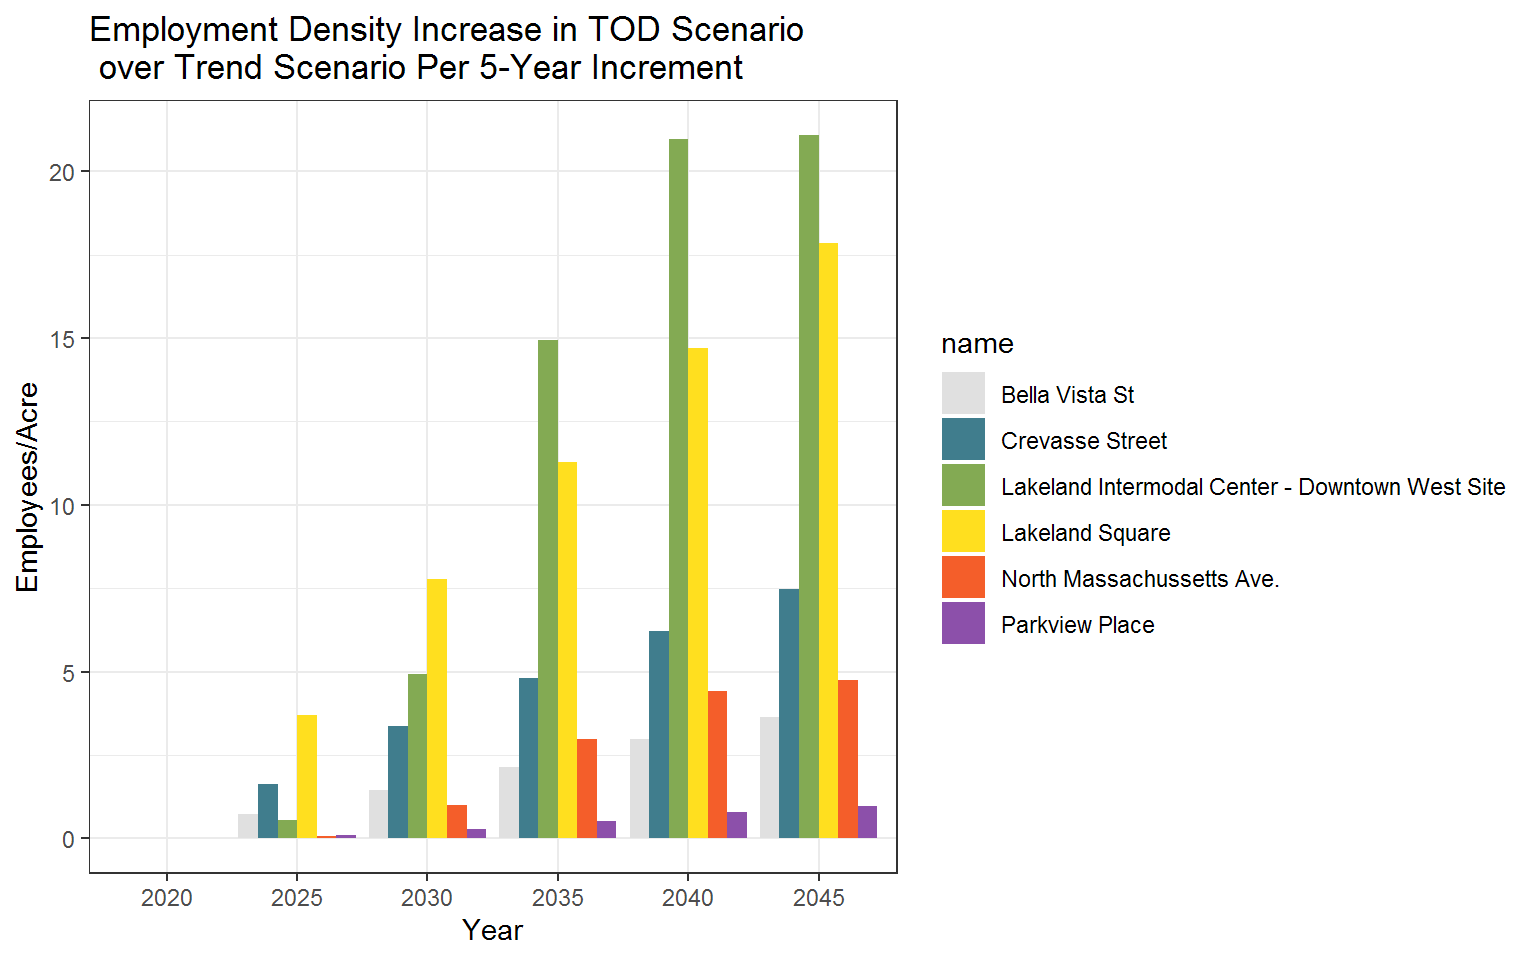 Employment Density Increase in TOD Scenario
over Trend Scenario Per 5-Year Increment
20
15
10
5
0
Employees/Acre
2020 2025 2030 2035 2040 2045
Year
name
Bella Vista St
Crevasse Street
Lakeland Intermodal Center - Downtown West Site
Lakeland Square
North Massachussetts Ave.
Parkview Place